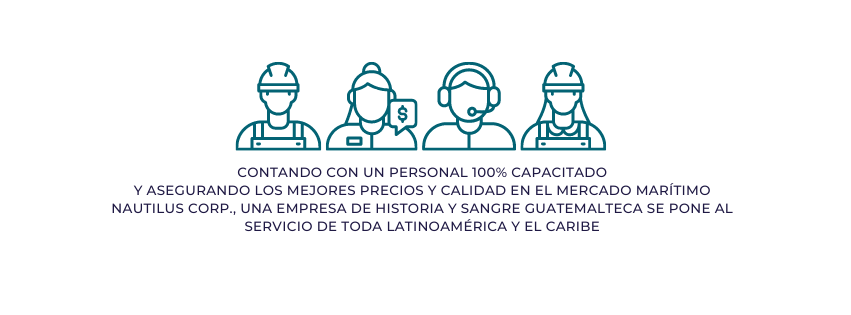 $
CONTANDO CON UN PERSONAL 100% CAPACITADO
Y ASEGURANDO LOS MEJORES PRECIOS Y CALIDAD EN EL MERCADO MARÍTIMO
NAUTILUS CORP., UNA EMPRESA DE HISTORIA Y SANGRE GUATEMALTECA SE PONE AL
SERVICIO DE TODA LATINOAMÉRICA Y EL CARIBE